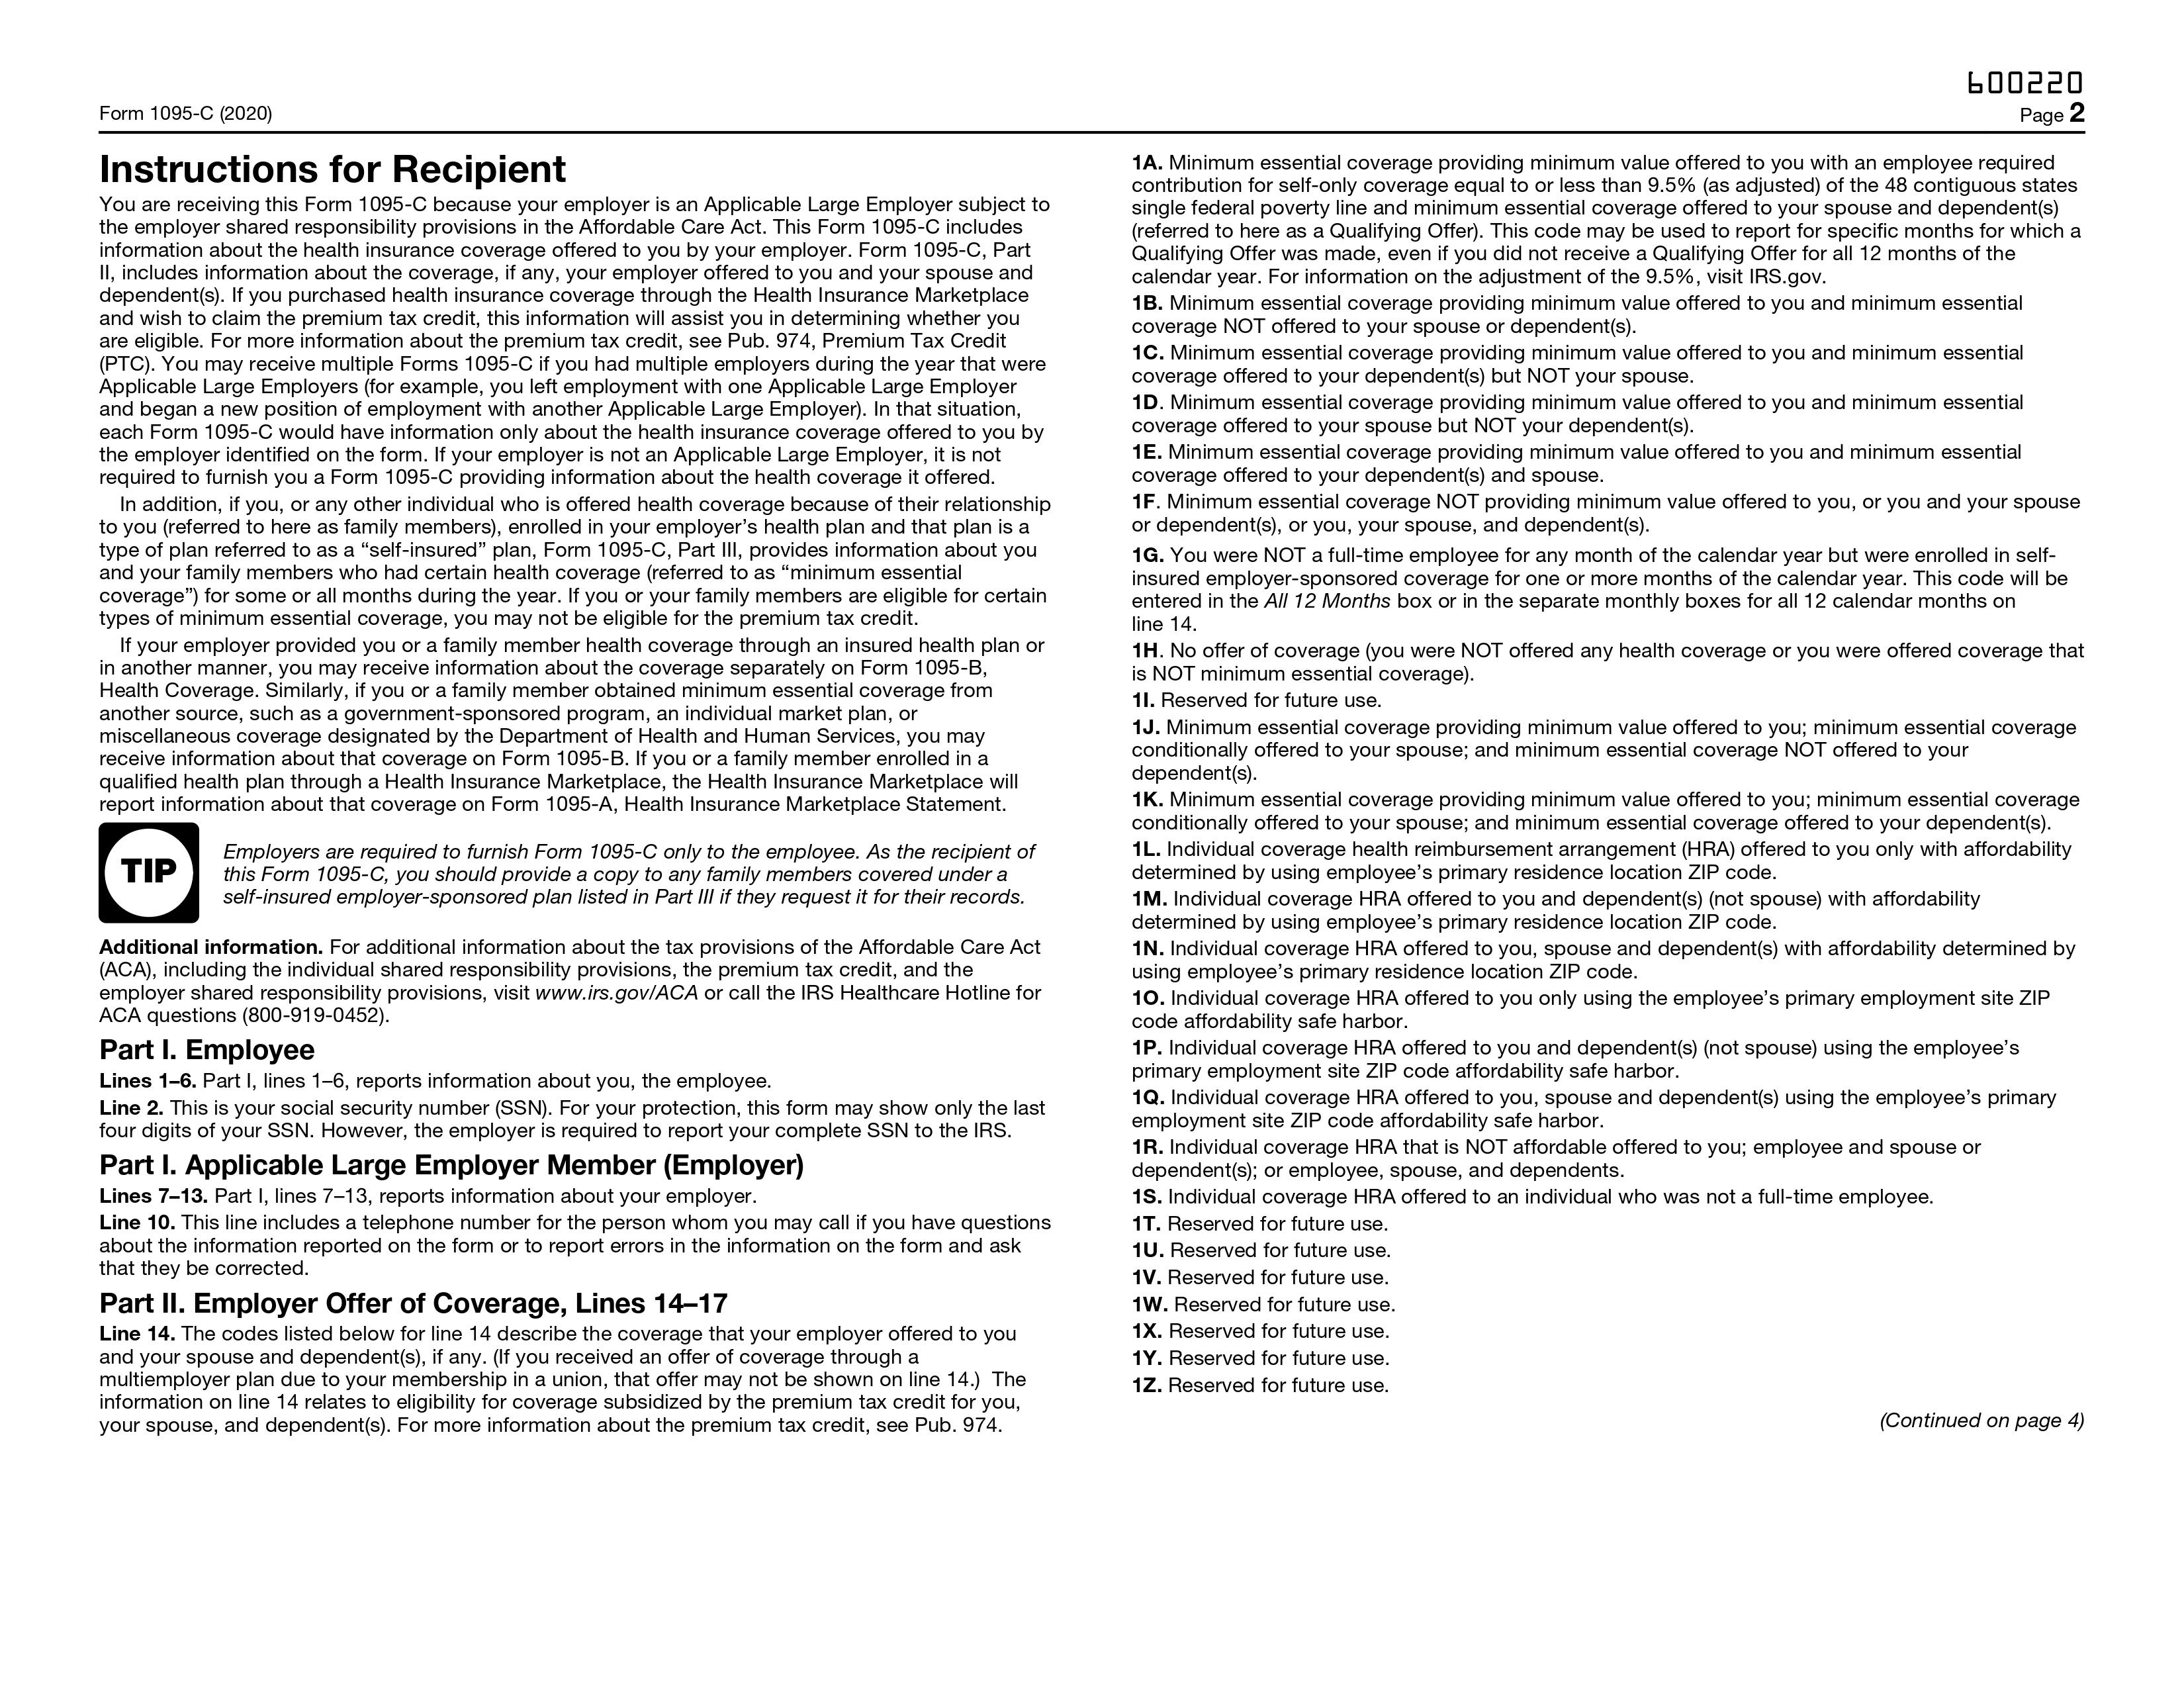 600220
Form 1095-C (2020)
Page 2
Instructions for Recipient
You are receiving this Form 1095-C because your employer is an Applicable Large Employer subject to
the employer shared responsibility provisions in the Affordable Care Act. This Form 1095-C includes
information about the health insurance coverage offered to you by your employer. Form 1095-C, Part
II, includes information about the coverage, if any, your employer offered to you and your spouse and
dependent(s). If you purchased health insurance coverage through the Health Insurance Marketplace
and wish to claim the premium tax credit, this information will assist you in determining whether you
are eligible. For more information about the premium tax credit, see Pub. 974, Premium Tax Credit
(PTC). You may receive multiple Forms 1095-C if you had multiple employers during the year that were
Applicable Large Employers (for example, you left employment with one Applicable Large Employer
and began a new position of employment with another Applicable Large Employer). In that situation,
each Form 1095-C would have information only about the health insurance coverage offered to you by
the employer identified on the form. If your employer is not an Applicable Large Employer, it is not
required to furnish you a Form 1095-C providing information about the health coverage it offered.
In addition, if you, or any other individual who is offered health coverage because of their relationship
to you (referred to here as family members), enrolled in your employer’s health plan and that plan is a
type of plan referred to as a “self-insured” plan, Form 1095-C, Part III, provides information about you
and your family members who had certain health coverage (referred to as “minimum essential
coverage”) for some or all months during the year. If you or your family members are eligible for certain
types of minimum essential coverage, you may not be eligible for the premium tax credit.
If your employer provided you or a family member health coverage through an insured health plan or
in another manner, you may receive information about the coverage separately on Form 1095-B,
Health Coverage. Similarly, if you or a family member obtained minimum essential coverage from
another source, such as a government-sponsored program, an individual market plan, or
miscellaneous coverage designated by the Department of Health and Human Services, you may
receive information about that coverage on Form 1095-B. If you or a family member enrolled in a
qualified health plan through a Health Insurance Marketplace, the Health Insurance Marketplace will
report information about that coverage on Form 1095-A, Health Insurance Marketplace Statement.
TIP
Employers are required to furnish Form 1095-C only to the employee. As the recipient of
this Form 1095-C, you should provide a copy to any family members covered under a
self-insured employer-sponsored plan listed in Part III if they request it for their records.
Additional information. For additional information about the tax provisions of the Affordable Care Act
(ACA), including the individual shared responsibility provisions, the premium tax credit, and the
employer shared responsibility provisions, visit www.irs.gov/ACA or call the IRS Healthcare Hotline for
ACA questions (800-919-0452).
Part I. Employee
Lines 1–6. Part I, lines 1–6, reports information about you, the employee.
Line 2. This is your social security number (SSN). For your protection, this form may show only the last
four digits of your SSN. However, the employer is required to report your complete SSN to the IRS.
Part I. Applicable Large Employer Member (Employer)
Lines 7–13. Part I, lines 7–13, reports information about your employer.
Line 10. This line includes a telephone number for the person whom you may call if you have questions
about the information reported on the form or to report errors in the information on the form and ask
that they be corrected.
Part II. Employer Offer of Coverage, Lines 14–17
Line 14. The codes listed below for line 14 describe the coverage that your employer offered to you
and your spouse and dependent(s), if any. (If you received an offer of coverage through a
multiemployer plan due to your membership in a union, that offer may not be shown on line 14.) The
information on line 14 relates to eligibility for coverage subsidized by the premium tax credit for you,
your spouse, and dependent(s). For more information about the premium tax credit, see Pub. 974.
1A. Minimum essential coverage providing minimum value offered to you with an employee required
contribution for self-only coverage equal to or less than 9.5% (as adjusted) of the 48 contiguous states
single federal poverty line and minimum essential coverage offered to your spouse and dependent(s)
(referred to here as a Qualifying Offer). This code may be used to report for specific months for which a
Qualifying Offer was made, even if you did not receive a Qualifying Offer for all 12 months of the
calendar year. For information on the adjustment of the 9.5%, visit IRS.gov.
1B. Minimum essential coverage providing minimum value offered to you and minimum essential
coverage NOT offered to your spouse or dependent(s).
1C. Minimum essential coverage providing minimum value offered to you and minimum essential
coverage offered to your dependent(s) but NOT your spouse.
1D. Minimum essential coverage providing minimum value offered to you and minimum essential
coverage offered to your spouse but NOT your dependent(s).
1E. Minimum essential coverage providing minimum value offered to you and minimum essential
coverage offered to your dependent(s) and spouse.
1F. Minimum essential coverage NOT providing minimum value offered to you, or you and your spouse
or dependent(s), or you, your spouse, and dependent(s).
1G. You were NOT a full-time employee for any month of the calendar year but were enrolled in self-
insured employer-sponsored coverage for one or more months of the calendar year. This code will be
entered in the All 12 Months box or in the separate monthly boxes for all 12 calendar months on
line 14.
1H. No offer of coverage (you were NOT offered any health coverage or you were offered coverage that
is NOT minimum essential coverage).
1I. Reserved for future use.
1J. Minimum essential coverage providing minimum value offered to you; minimum essential coverage
conditionally offered to your spouse; and minimum essential coverage NOT offered to your
dependent(s).
1K. Minimum essential coverage providing minimum value offered to you; minimum essential coverage
conditionally offered to your spouse; and minimum essential coverage offered to your dependent(s).
1L. Individual coverage health reimbursement arrangement (HRA) offered to you only with affordability
determined by using employee’s primary residence location ZIP code.
1M. Individual coverage HRA offered to you and dependent(s) (not spouse) with affordability
determined by using employee’s primary residence location ZIP code.
1N. Individual coverage HRA offered to you, spouse and dependent(s) with affordability determined by
using employee’s primary residence location ZIP code.
1O. Individual coverage HRA offered to you only using the employee’s primary employment site ZIP
code affordability safe harbor.
1P. Individual coverage HRA offered to you and dependent(s) (not spouse) using the employee’s
primary employment site ZIP code affordability safe harbor.
1Q. Individual coverage HRA offered to you, spouse and dependent(s) using the employee’s primary
employment site ZIP code affordability safe harbor.
1R. Individual coverage HRA that is NOT affordable offered to you; employee and spouse or
dependent(s); or employee, spouse, and dependents.
1S. Individual coverage HRA offered to an individual who was not a full-time employee.
1T. Reserved for future use.
1U. Reserved for future use.
1V. Reserved for future use.
1W. Reserved for future use.
1X. Reserved for future use.
1Y. Reserved for future use.
1Z. Reserved for future use.
(Continued on page 4)